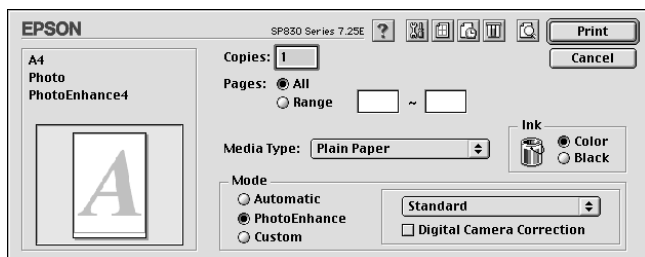 EPSON
SP830 Series 7.25E
?
Print
Cancel
A4
Photo
PhotoEnhance4
A
Copies: 1
Pages: All
Range ~
Media Type: Plain Paper
Ink
Color
Black
Mode
Automatic
PhotoEnhance
Custom
Standard
Digital Camera Correction